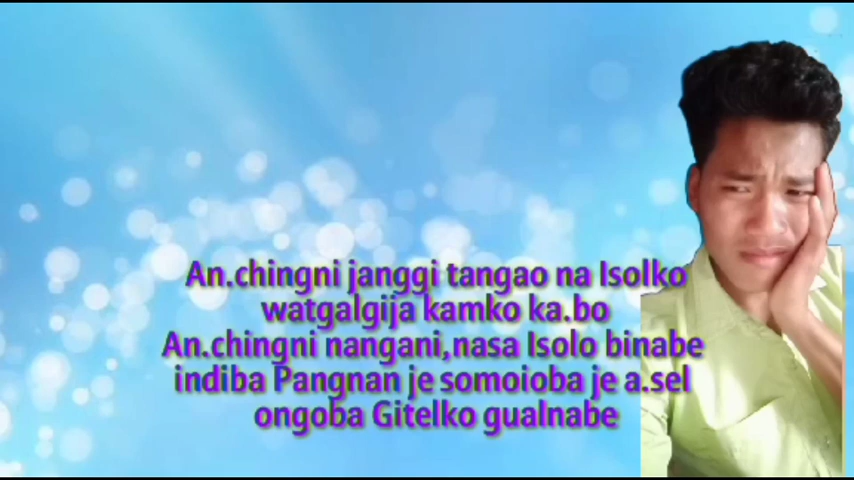 An.chingni janggi tangao na Isolko
watgalgija kamko ka.bo
An.chingni nangani,nasa Isolo binabe
indiba Pangnan je somoioba je a.sel
ongoba Gitelko gualnabe